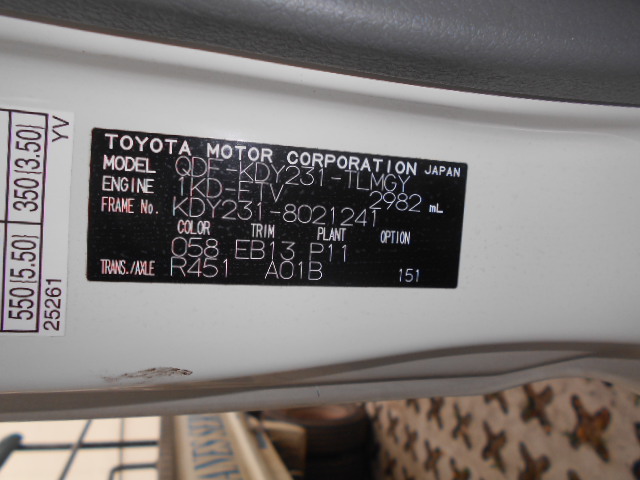 TOYOTA MOTOR CORPORATION JAPAN
MODEL QDF-KDY231-TLMGY
ENGINE 1KD-FTV 2982 mL
FRAME No. KDY231-8021241
COLOR TRIM PLANT OPTION
058 EB13 P11
TRANS./AXLE R451 A01B 151
550(5.50) 350(3.50)
25261 YV